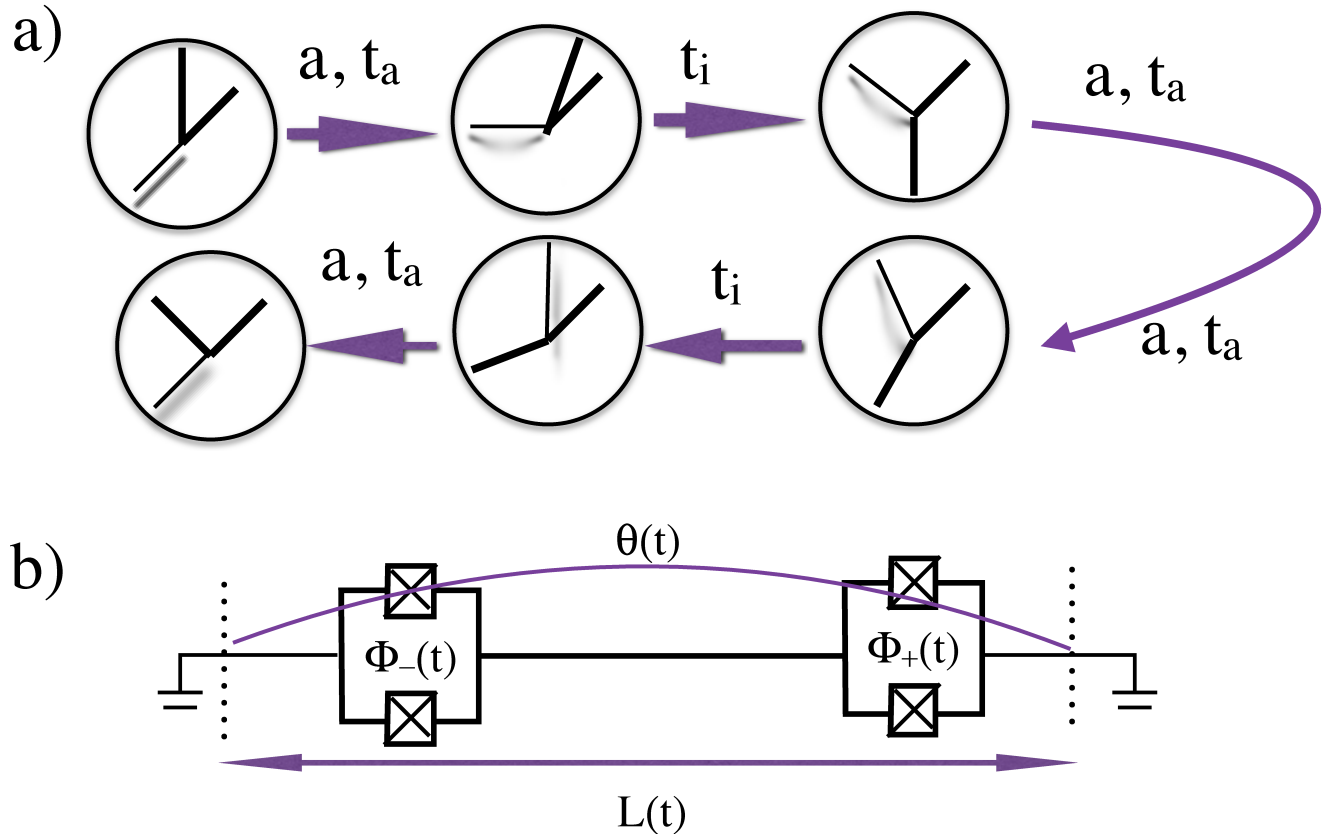 a)
a, tₐ
tᵢ
a, tₐ
a, tₐ
tᵢ
a, tₐ
b)
θ(t)
Φ₋(t)
Φ₊(t)
L(t)